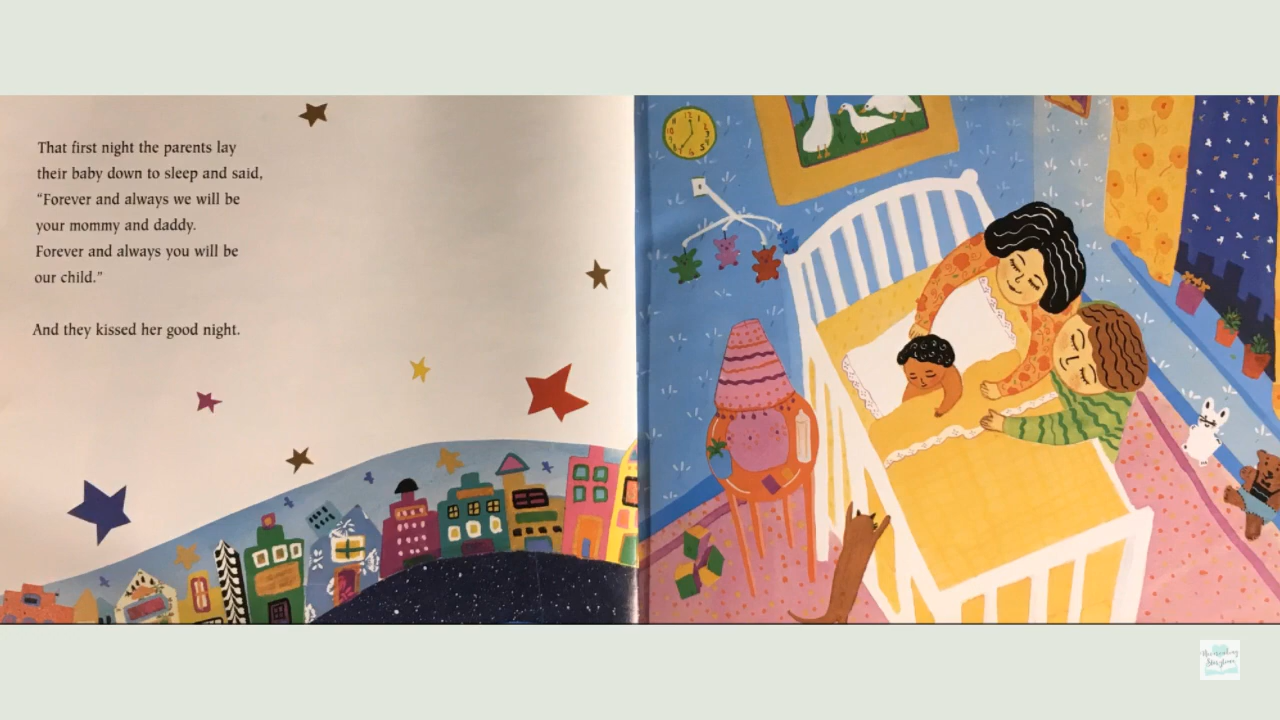 That first night the parents lay
their baby down to sleep and said,
“Forever and always we will be
your mommy and daddy.
Forever and always you will be
our child.”
And they kissed her good night.